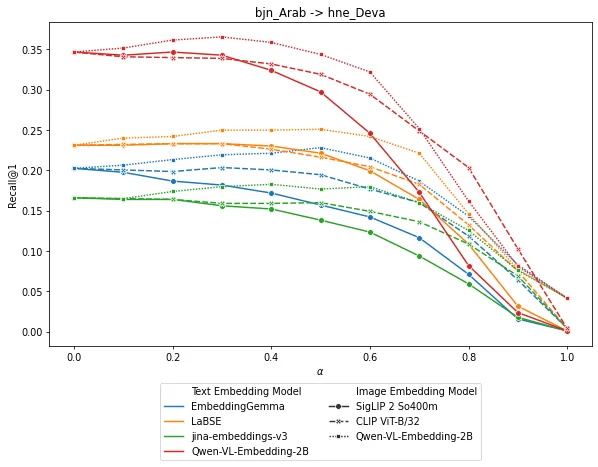 bjn_Arab -> hne_Deva
Recall@1
0.35
0.30
0.25
0.20
0.15
0.10
0.05
0.00
0.0 0.2 0.4 0.6 0.8 1.0
α
Text Embedding Model
EmbeddingGemma
LaBSE
jina-embeddings-v3
Qwen-VL-Embedding-2B
Image Embedding Model
SigLIP 2 So400m
CLIP ViT-B/32
Qwen-VL-Embedding-2B